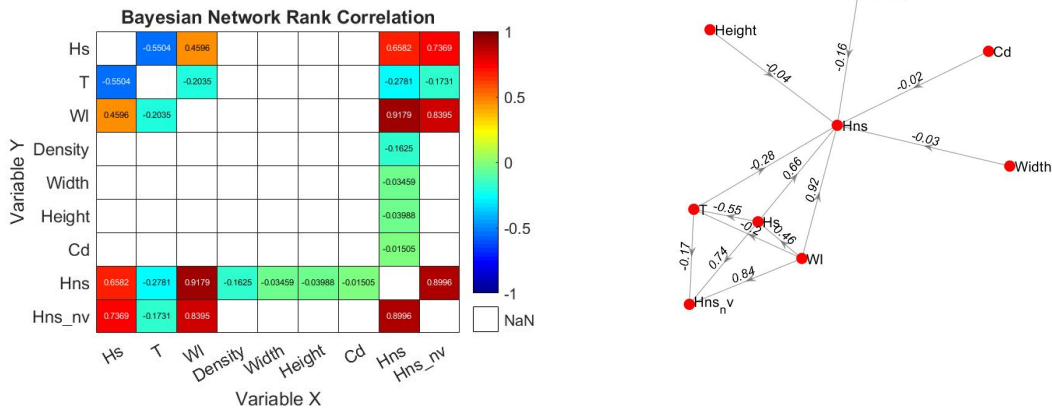 Bayesian Network Rank Correlation
Variable Y
Hs -0.5504 0.4596 0.6582 0.7369
T -0.5504 -0.2035 -0.2781 -0.1731
Wl 0.4596 -0.2035 0.9179 0.8395
Density -0.1625
Width -0.03459
Height -0.03988
Cd -0.01505
Hns 0.6582 -0.2781 0.9179 -0.1625 -0.03459 -0.03988 -0.01505 0.8996
Hns_nv 0.7369 -0.1731 0.8395 0.8996
Hs T Wl Density Width Height Cd Hns Hns_nv
Variable X
1
0.5
0
-0.5
-1
NaN
Height
Cd
-0.16
-0.04
-0.02
Hns
-0.03
Width
-0.28
0.66
0.92
T
-0.55
Hs
-0.2
0.46
-0.17
0.74
Wl
0.84
Hns_nv